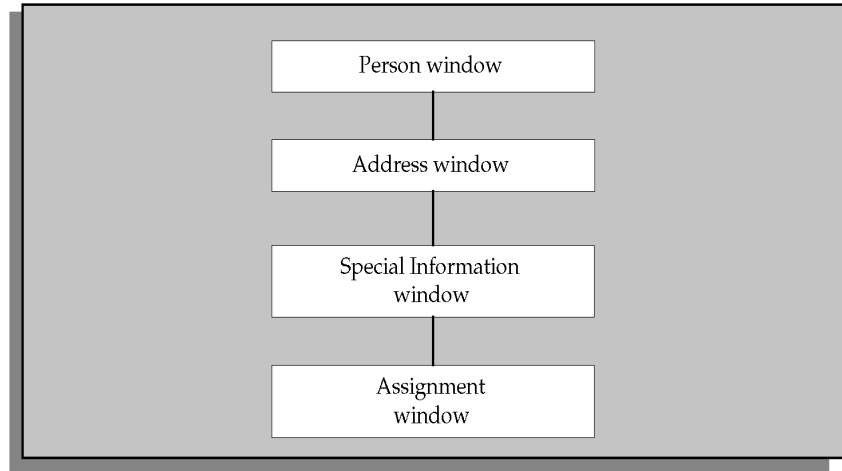 Person window
Address window
Special Information
window
Assignment
window